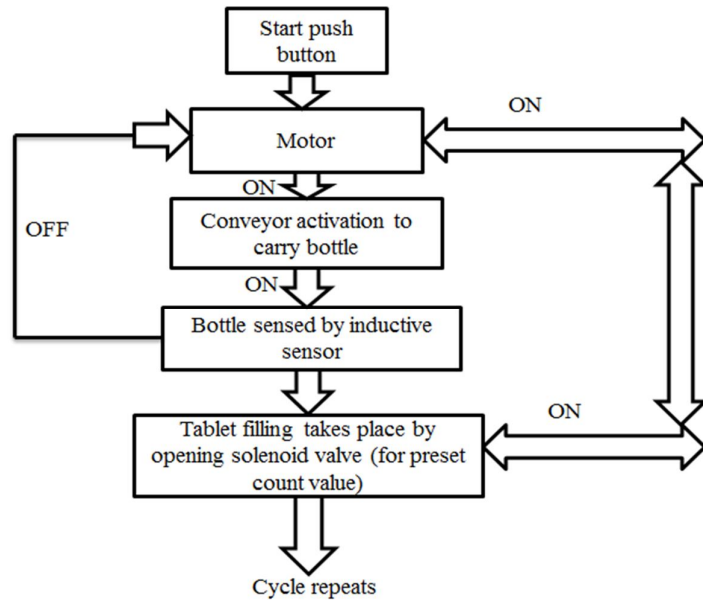 Start push
button
ON
Motor
ON
Conveyor activation to
carry bottle
OFF
ON
Bottle sensed by inductive
sensor
ON
Tablet filling takes place by
opening solenoid valve (for preset
count value)
Cycle repeats